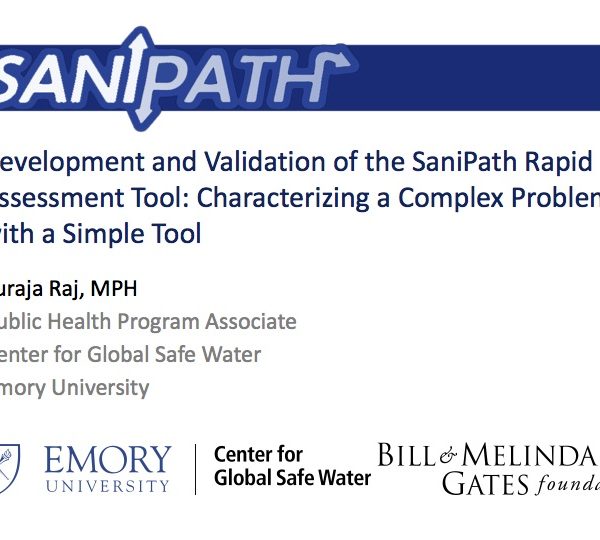 SANIPATH
evelopment and Validation of the SaniPath Rapid
ssessment Tool: Characterizing a Complex Problem
ith a Simple Tool
uraja Raj, MPH
ublic Health Program Associate
enter for Global Safe Water
mory University
EMORY
UNIVERSITY
Center for
Global Safe Water
BILL & MELINDA
GATES founda